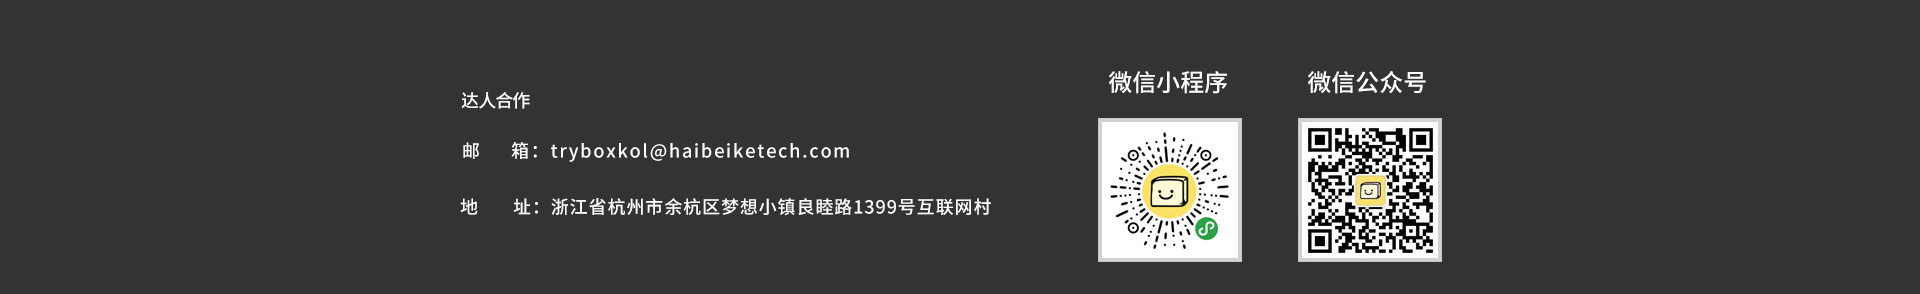 达人合作
邮 箱：tryboxkol@haibeiketech.com
地 址：浙江省杭州市余杭区梦想小镇良睦路1399号互联网村
微信小程序
微信公众号